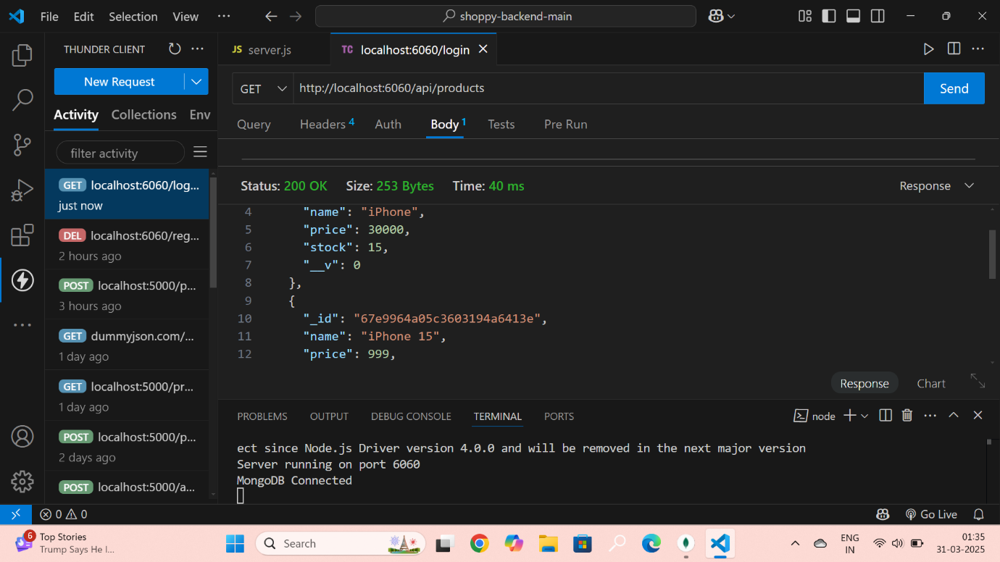 File Edit Selection View ··· shoppy-backend-main
THUNDER CLIENT ···
New Request
Activity Collections Env
filter activity
GET localhost:6060/log...
just now
DEL localhost:6060/reg...
2 hours ago
POST localhost:5000/p...
3 hours ago
GET dummyjson.com/...
1 day ago
GET localhost:5000/pr...
1 day ago
POST localhost:5000/p...
2 days ago
POST localhost:5000/a...
JS server.js TC localhost:6060/login
GET http://localhost:6060/api/products Send
Query Headers 4 Auth Body 1 Tests Pre Run
Status: 200 OK Size: 253 Bytes Time: 40 ms Response
4 "name": "iPhone",
5 "price": 30000,
6 "stock": 15,
7 "__v": 0
8 },
9 {
10 "_id": "67e9964a05c3603194a6413e",
11 "name": "iPhone 15",
12 "price": 999,
Response Chart
PROBLEMS OUTPUT DEBUG CONSOLE TERMINAL PORTS node
ect since Node.js Driver version 4.0.0 and will be removed in the next major version
Server running on port 6060
MongoDB Connected
0 0 Go Live
6 Top Stories
Trump Says He I...
Search
ENG
IN
01:35
31-03-2025